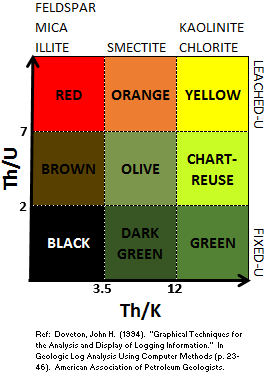 FELDSPAR
MICA
ILLITE
SMECTITE
KAOLINITE
CHLORITE
RED
ORANGE
YELLOW
LEACHED-U
7
Th/U
BROWN
OLIVE
CHART-
REUSE
2
BLACK
DARK
GREEN
GREEN
FIXED-U
3.5
12
Th/K
Ref: Doveton, John H. (1994). "Graphical Techniques for
the Analysis and Display of Logging Information." In
Geologic Log Analysis Using Computer Methods (p. 23-
46). American Association of Petroleum Geologists.